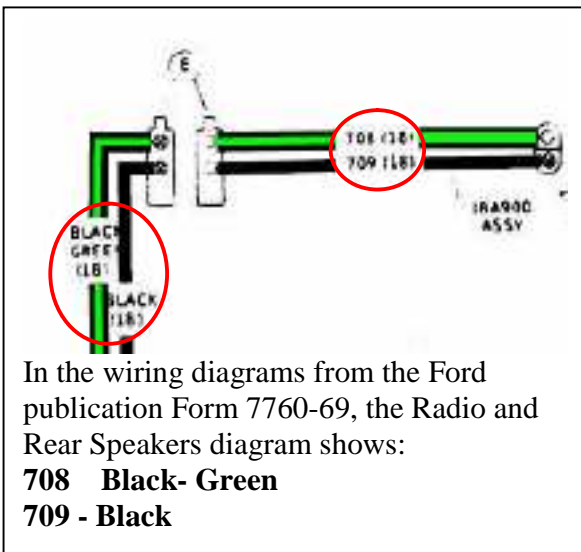 E
708 (18)
709 (18)
ASSY
BLACK
GREEN
(18)
BLACK
(18)
In the wiring diagrams from the Ford
publication Form 7760-69, the Radio and
Rear Speakers diagram shows:
708 Black- Green
709 - Black